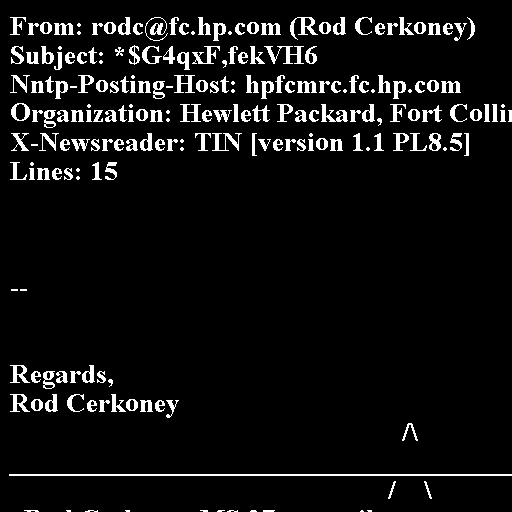 From: rodc@fc.hp.com (Rod Cerkoney)
Subject: *$G4qxF,fekVH6
Nntp-Posting-Host: hpfcmrc.fc.hp.com
Organization: Hewlett Packard, Fort Collin
X-Newsreader: TIN [version 1.1 PL8.5]
Lines: 15
--
Regards,
Rod Cerkoney
/\
/ \